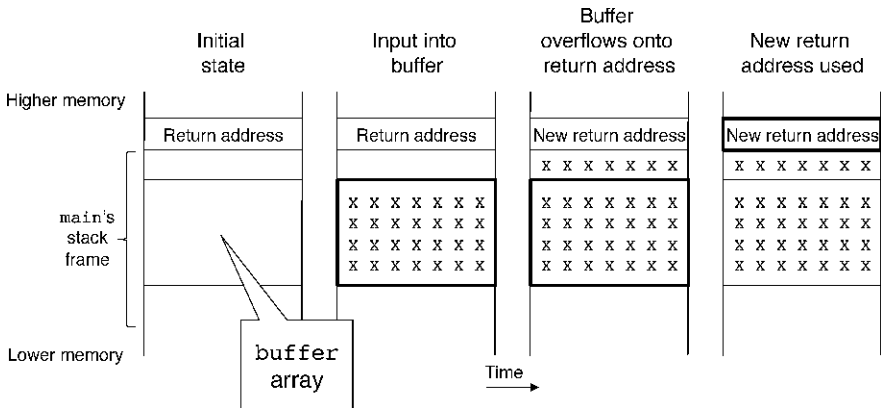 Initial
state
Input into
buffer
Buffer
overflows onto
return address
New return
address used
Higher memory
Return address
Return address
New return address
New return address
X X X X X X X
X X X X X X X
main's
stack
frame
X X X X X X X
X X X X X X X
X X X X X X X
X X X X X X X
X X X X X X X
X X X X X X X
X X X X X X X
X X X X X X X
X X X X X X X
X X X X X X X
X X X X X X X
X X X X X X X
buffer
array
Lower memory
Time